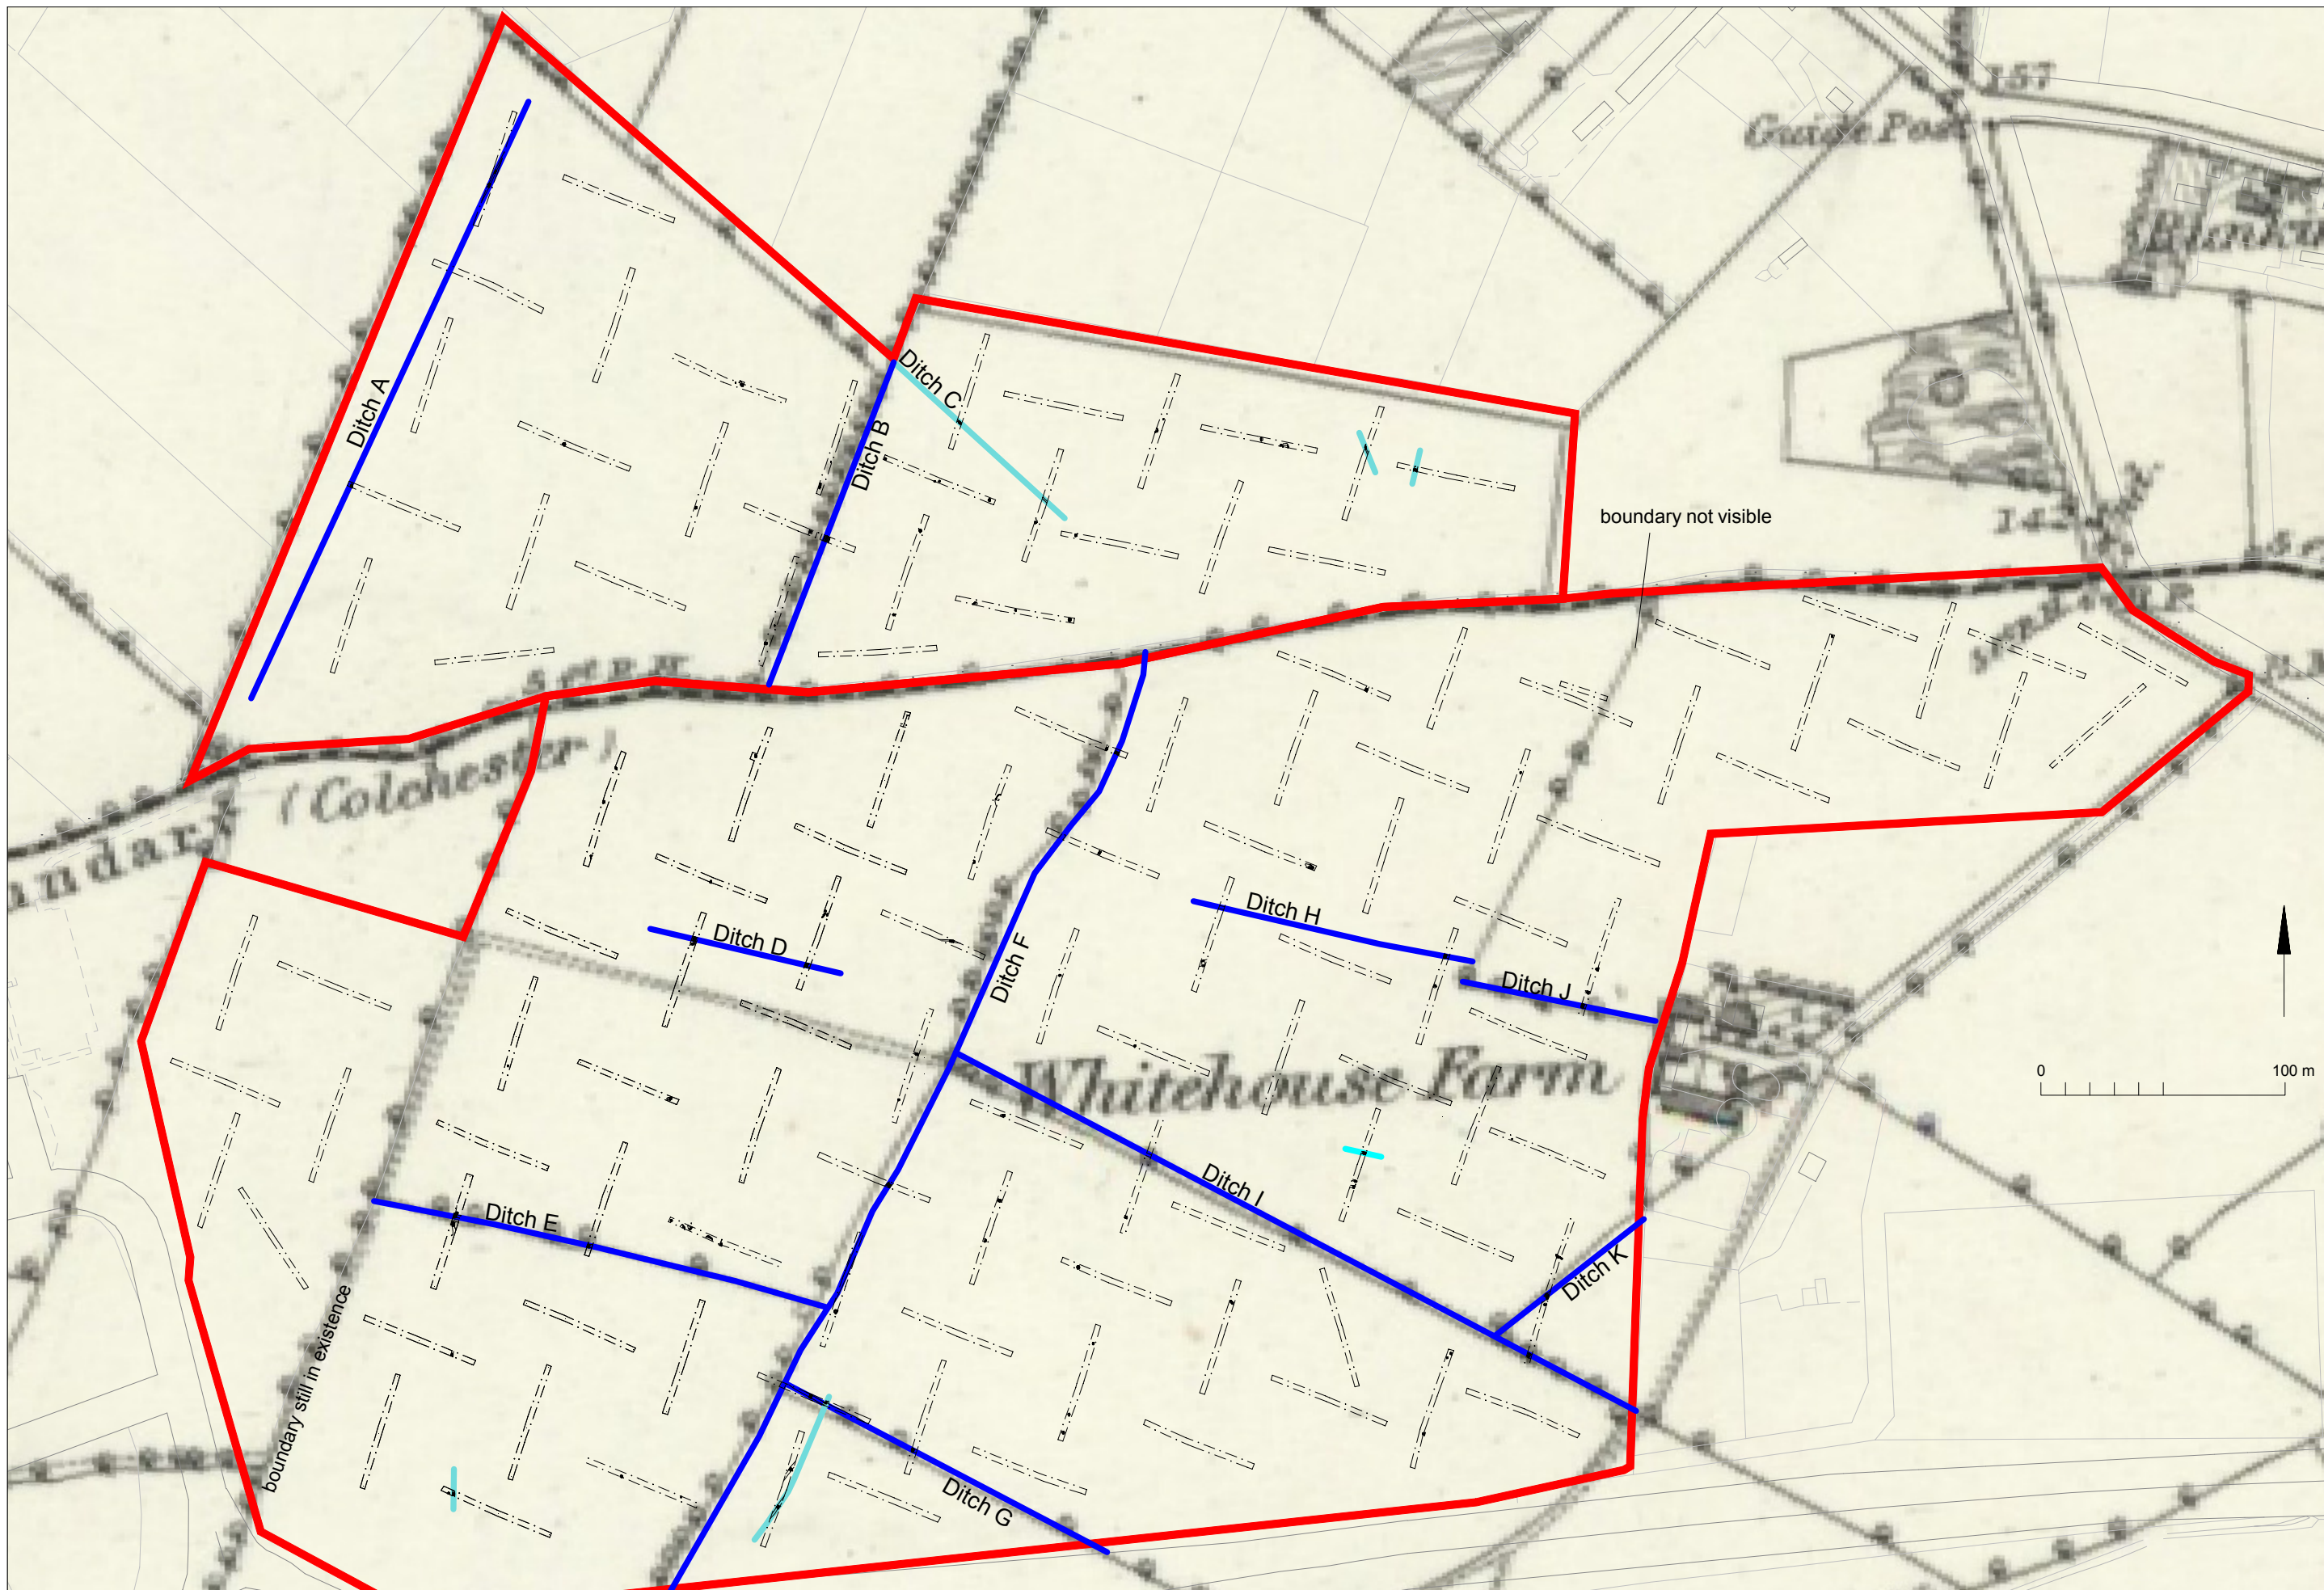 157
Guide Post
Ditch A
Ditch C
Ditch B
boundary not visible
(Colchester)
Ditch H
Ditch D
Ditch F
Ditch J
Whitehouse Farm
0
100 m
Ditch I
Ditch E
Ditch K
boundary still in existence
Ditch G